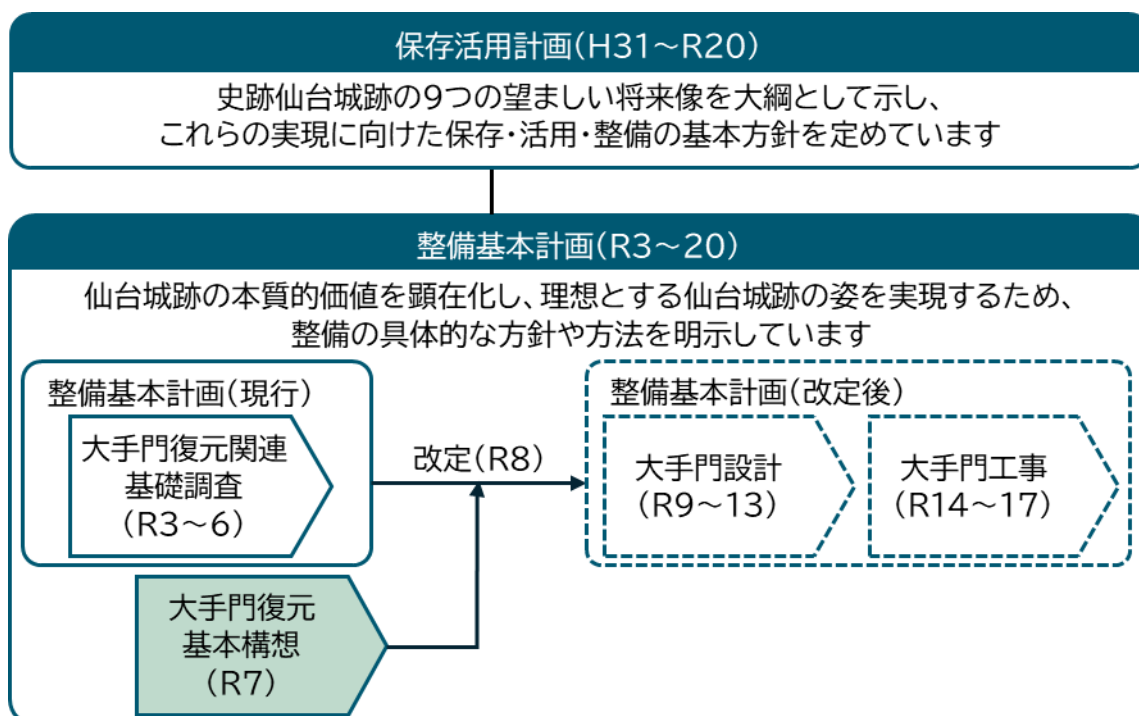 保存活用計画(H31～R20)
史跡仙台城跡の9つの望ましい将来像を大綱として示し、
これらの実現に向けた保存・活用・整備の基本方針を定めています
整備基本計画(R3～20)
仙台城跡の本質的価値を顕在化し、理想とする仙台城跡の姿を実現するため、
整備の具体的な方針や方法を明示しています
整備基本計画(現行)
大手門復元関連
基礎調査
(R3～6)
改定(R8)
整備基本計画(改定後)
大手門設計
(R9～13)
大手門工事
(R14～17)
大手門復元
基本構想
(R7)